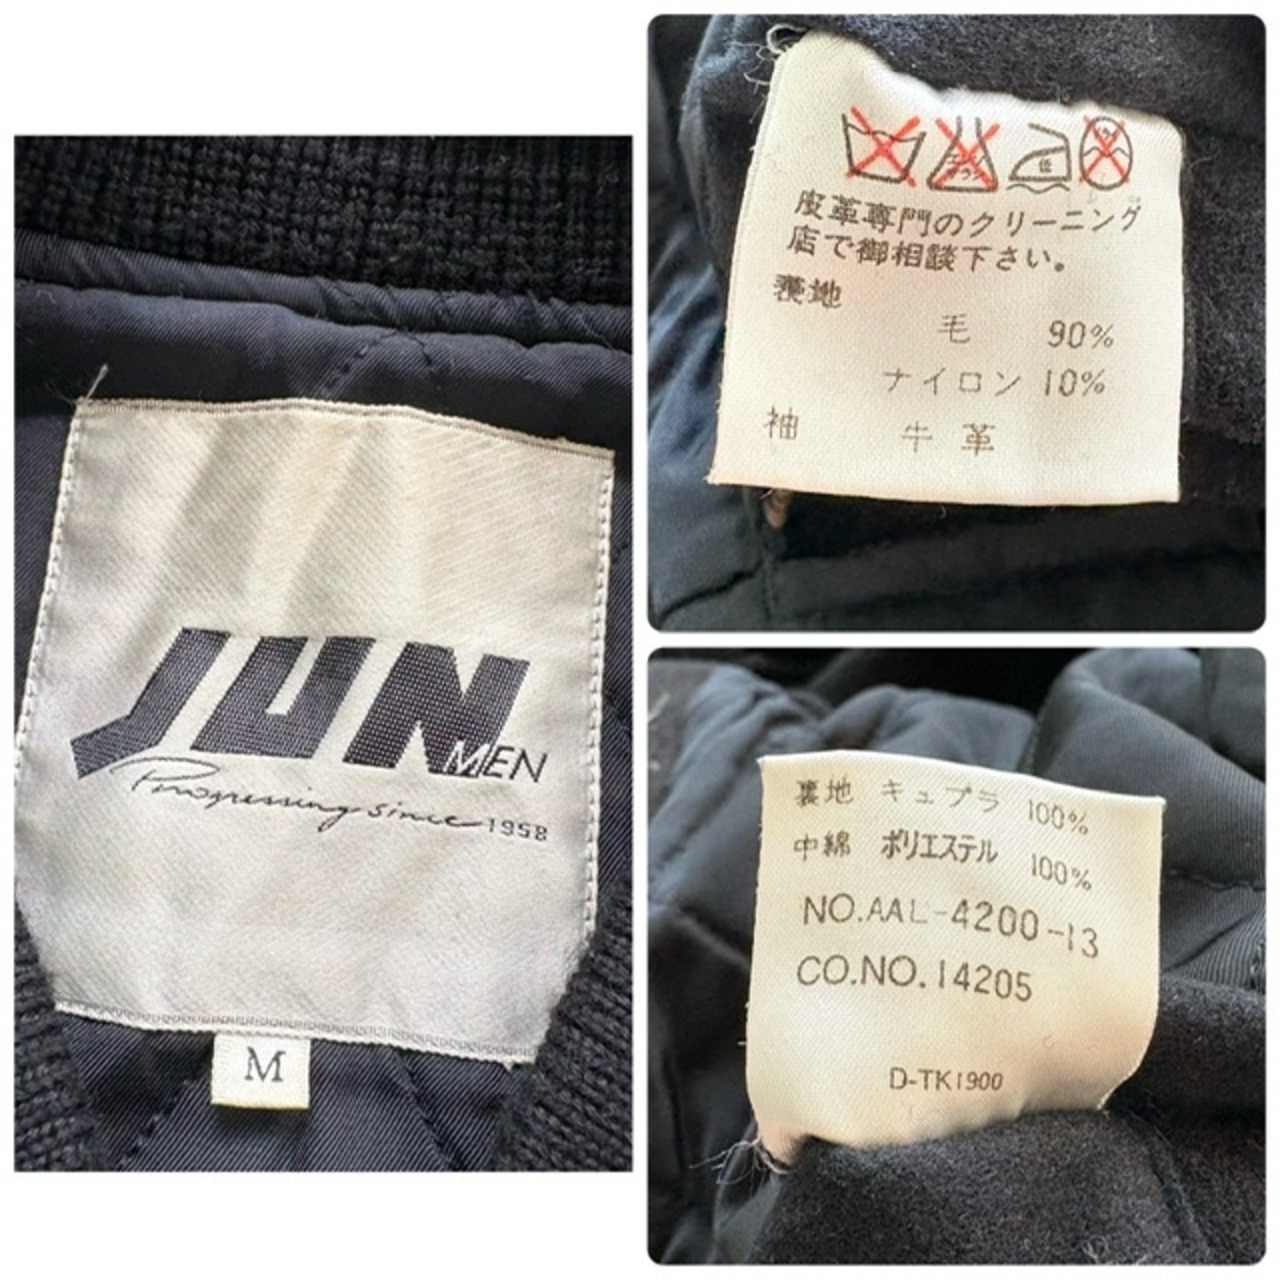 JUN
MEN
Progressing since 1958
M
低
皮革専門のクリーニング
店で御相談下さい。
毛 90%
ナイロン 10%
袖 牛革
裏地 キュプラ 100%
中綿 ポリエステル 100%
NO.AAL-4200-13
CO.NO.14205
D-TK1900